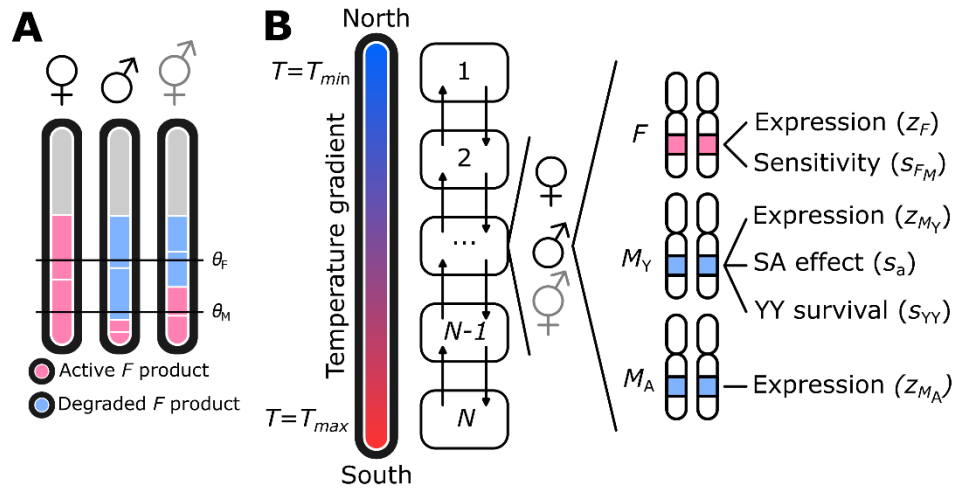 A
♀ ♂ ⚥
θF
θM
Active F product
Degraded F product
B
North
T=Tmin
Temperature gradient
T=Tmax
South
1
2
...
N-1
N
♀
♂
⚥
F
Expression (zF)
Sensitivity (sFM)
MY
Expression (zMY)
SA effect (sa)
YY survival (sYY)
MA
Expression (zMA)